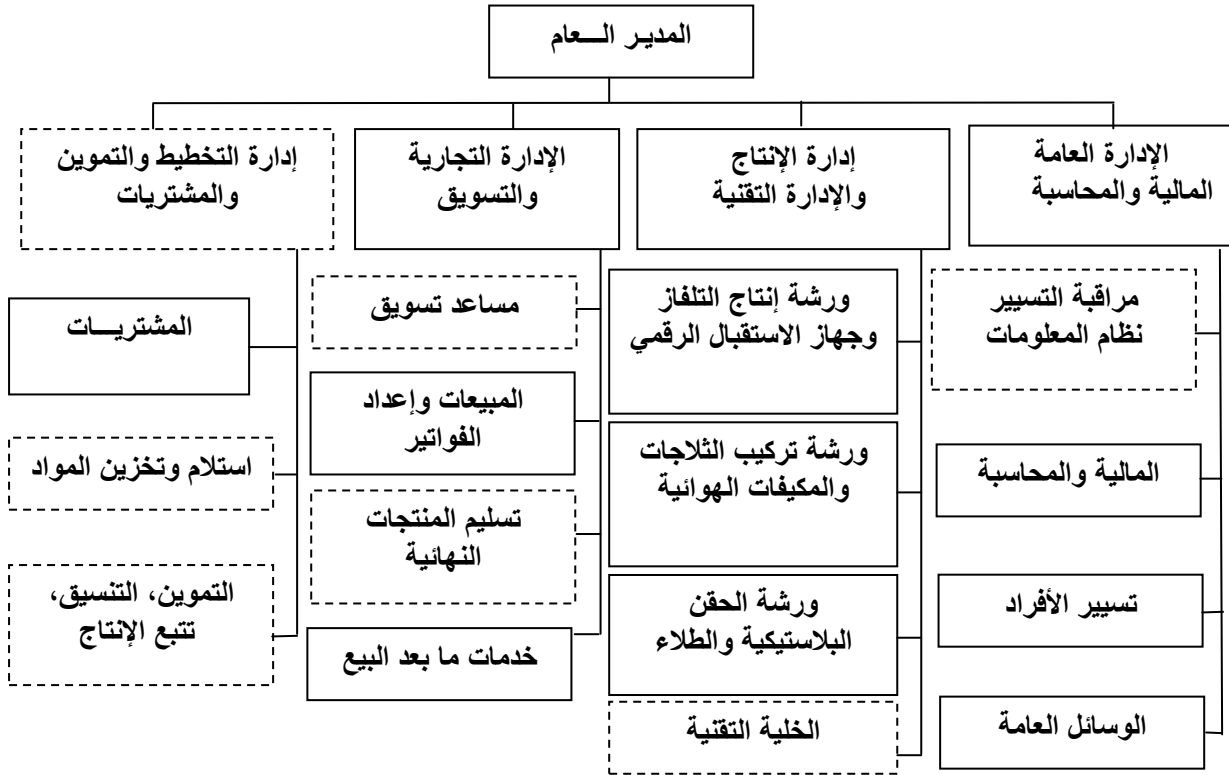 المديـر الــعام
الإدارة العامة
المالية والمحاسبة
إدارة الإنتاج
والإدارة التقنية
الإدارة التجارية
والتسويق
إدارة التخطيط والتموين
والمشتريات
مراقبة التسيير
نظام المعلومات
المالية والمحاسبة
تسيير الأفراد
الوسائل العامة
ورشة إنتاج التلفاز
وجهاز الاستقبال الرقمي
ورشة تركيب الثلاجات
والمكيفات الهوائية
ورشة الحقن
البلاستيكية والطلاء
الخلية التقنية
مساعد تسويق
المبيعات وإعداد
الفواتير
تسليم المنتجات
النهائية
خدمات ما بعد البيع
المشتريـــات
استلام وتخزين المواد
التموين، التنسيق،
تتبع الإنتاج